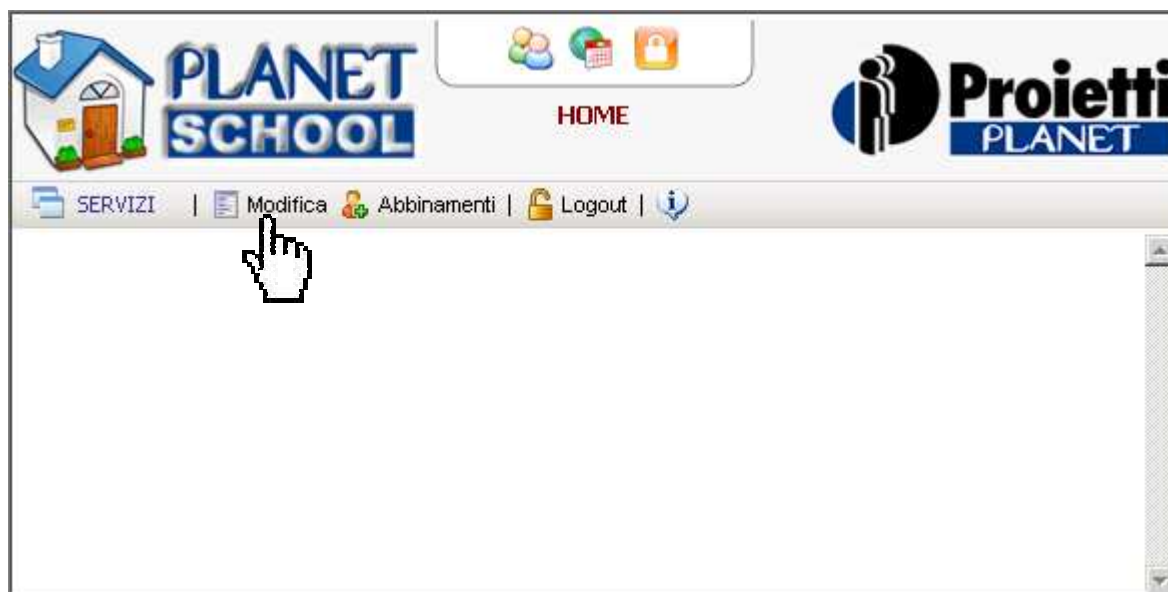 PLANET
SCHOOL
HOME
Proietti
PLANET
SERVIZI | Modifica Abbinamenti | Logout |